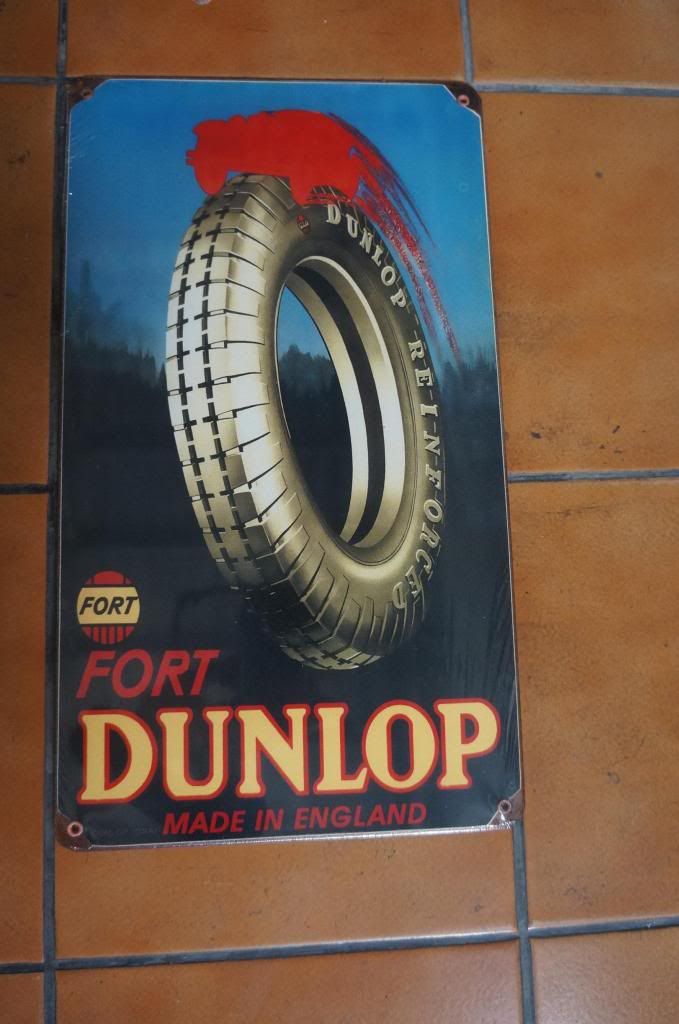 DUNLOP REINFORCED
FORT
FORT
DUNLOP
MADE IN ENGLAND